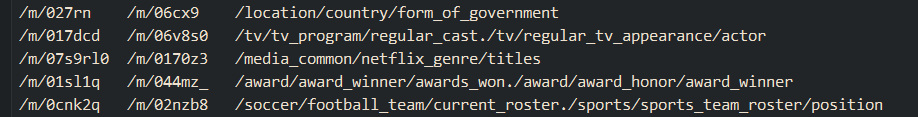 /m/027rn /m/06cx9 /location/country/form_of_government
/m/017dcd /m/06v8s0 /tv/tv_program/regular_cast./tv/regular_tv_appearance/actor
/m/07s9rl0 /m/0170z3 /media_common/netflix_genre/titles
/m/01sl1q /m/044mz_ /award/award_winner/awards_won./award/award_honor/award_winner
/m/0cnk2q /m/02nzb8 /soccer/football_team/current_roster./sports/sports_team_roster/position